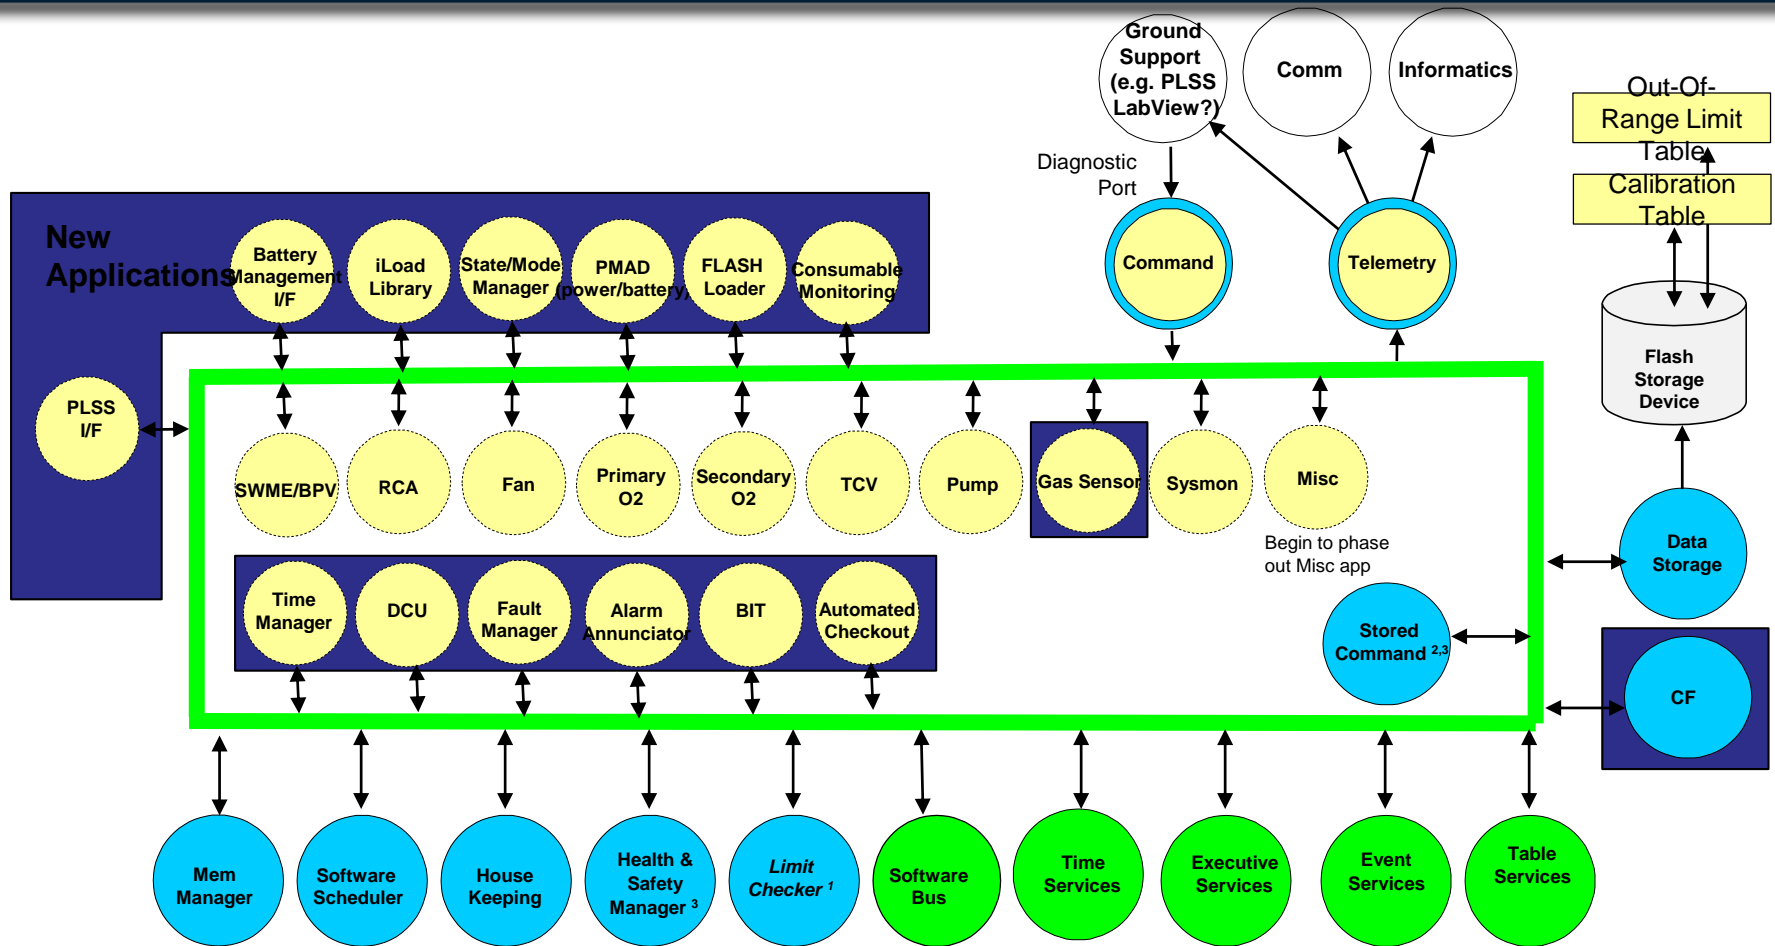 Ground
Support
(e.g. PLSS
LabView?)
Comm
Informatics
Out-Of-
Range Limit
Table
Calibration
Table
Diagnostic
Port
New
Applications
Battery
Management
I/F
iLoad
Library
State/Mode
Manager
PMAD
(power/battery)
FLASH
Loader
Consumable
Monitoring
Command
Telemetry
Flash
Storage
Device
PLSS
I/F
SWME/BPV
RCA
Fan
Primary
O2
Secondary
O2
TCV
Pump
Gas Sensor
Sysmon
Misc
Begin to phase
out Misc app
Data
Storage
Time
Manager
DCU
Fault
Manager
Alarm
Annunciator
BIT
Automated
Checkout
Stored
Command 2,3
CF
Mem
Manager
Software
Scheduler
House
Keeping
Health &
Safety
Manager 3
Limit
Checker 1
Software
Bus
Time
Services
Executive
Services
Event
Services
Table
Services